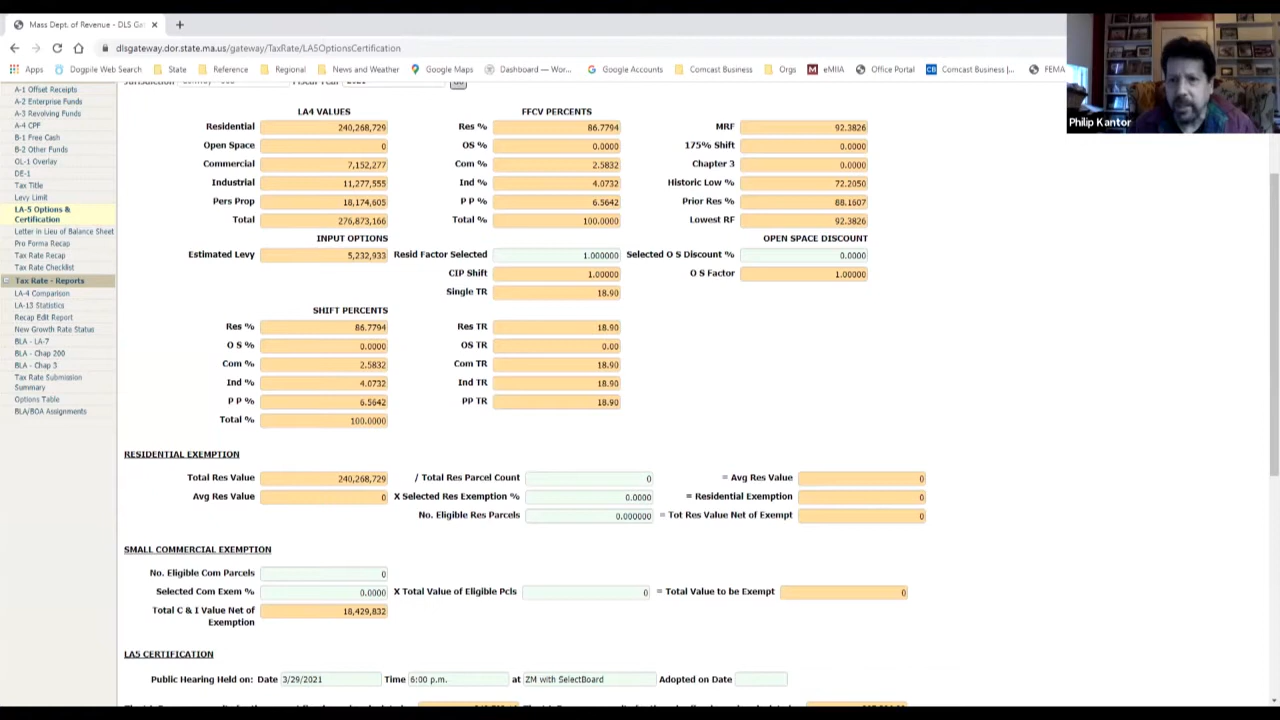 Mass Dept. of Revenue - DLS Ga
dlsgateway.dor.state.ma.us/gateway/TaxRate/LA5OptionsCertification
Apps Dogpile Web Search State Reference Regional News and Weather Google Maps Dashboard — Wor... Google Accounts Comcast Business Orgs eMIIA Office Portal Comcast Business |... FEMA
Philip Kantor
A-1 Offset Receipts
A-2 Enterprise Funds
A-3 Revolving Funds
A-4 CPF
B-1 Free Cash
B-2 Other Funds
OL-1 Overlay
DE-1
Tax Title
Levy Limit
LA-5 Options &
Certification
Letter in Lieu of Balance Sheet
Pro Forma Recap
Tax Rate Recap
Tax Rate Checklist
Tax Rate - Reports
LA-4 Comparison
LA-13 Statistics
Recap Edit Report
New Growth Rate Status
BLA - LA-7
BLA - Chap 200
BLA - Chap 3
Tax Rate Submission
Summary
Options Table
BLA/BOA Assignments
LA4 VALUES FFCV PERCENTS
Residential 240,268,729 Res % 86.7794 MRF 92.3826
Open Space 0 OS % 0.0000 175% Shift 0.0000
Commercial 7,152,277 Com % 2.5832 Chapter 3 0.0000
Industrial 11,277,555 Ind % 4.0732 Historic Low % 72.2050
Pers Prop 18,174,605 P P % 6.5642 Prior Res % 88.1607
Total 276,873,166 Total % 100.0000 Lowest RF 92.3826
INPUT OPTIONS OPEN SPACE DISCOUNT
Estimated Levy 5,232,933 Resid Factor Selected 1.000000 Selected O S Discount % 0.0000
CIP Shift 1.00000 O S Factor 1.00000
Single TR 18.90
SHIFT PERCENTS
Res % 86.7794 Res TR 18.90
O S % 0.0000 OS TR 0.00
Com % 2.5832 Com TR 18.90
Ind % 4.0732 Ind TR 18.90
P P % 6.5642 PP TR 18.90
Total % 100.0000
RESIDENTIAL EXEMPTION
Total Res Value 240,268,729 / Total Res Parcel Count 0 = Avg Res Value 0
Avg Res Value 0 X Selected Res Exemption % 0.0000 = Residential Exemption 0
No. Eligible Res Parcels 0.000000 = Tot Res Value Net of Exempt 0
SMALL COMMERCIAL EXEMPTION
No. Eligible Com Parcels 0
Selected Com Exem % 0.0000 X Total Value of Eligible Pcls 0 = Total Value to be Exempt 0
Total C & I Value Net of 18,429,832
Exemption
LA5 CERTIFICATION
Public Hearing Held on: Date 3/29/2021 Time 6:00 p.m. at ZM with SelectBoard Adopted on Date